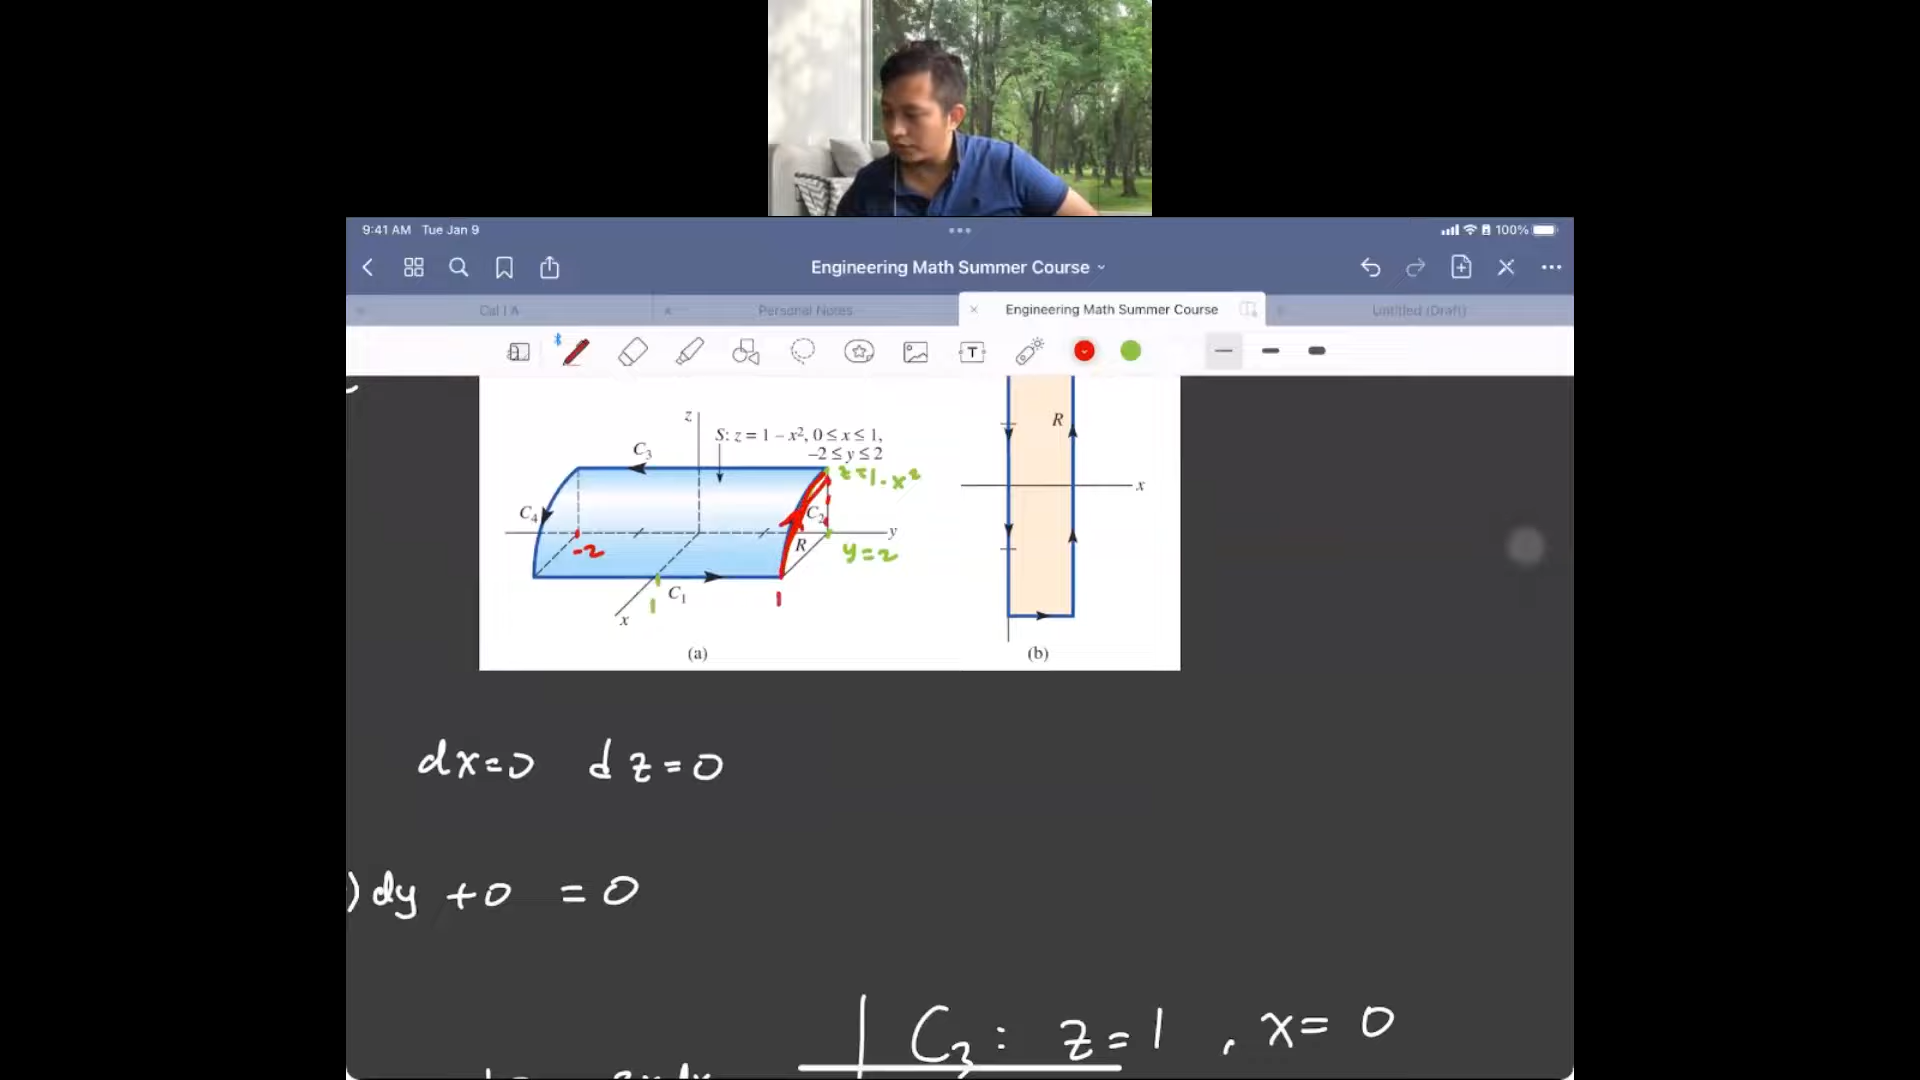 9:41 AM Tue Jan 9
100%
Engineering Math Summer Course
Cal I A
Personal Notes
Engineering Math Summer Course
Untitled (Draft)
T
z
S: z = 1 – x², 0 ≤ x ≤ 1,
–2 ≤ y ≤ 2
C₃
z = 1 - x²
C₄
C₂
y
-2
R
y = 2
1
C₁
1
x
(a)
R
x
(b)
dx=0 dz=0
)dy +0 = 0
C₃: z = 1, x = 0